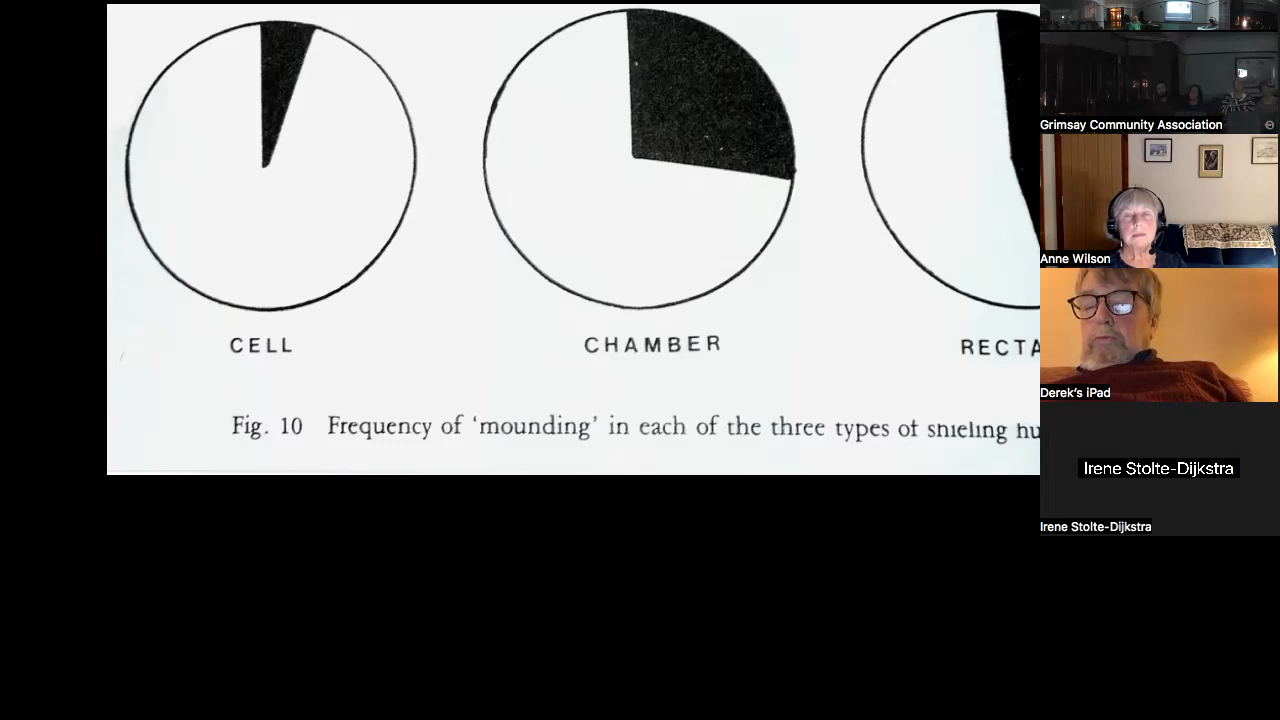 CELL
CHAMBER
RECTA
Fig. 10 Frequency of ‘mounding’ in each of the three types of shieling hu
Grimsay Community Association
Anne Wilson
Derek’s iPad
Irene Stolte-Dijkstra
Irene Stolte-Dijkstra